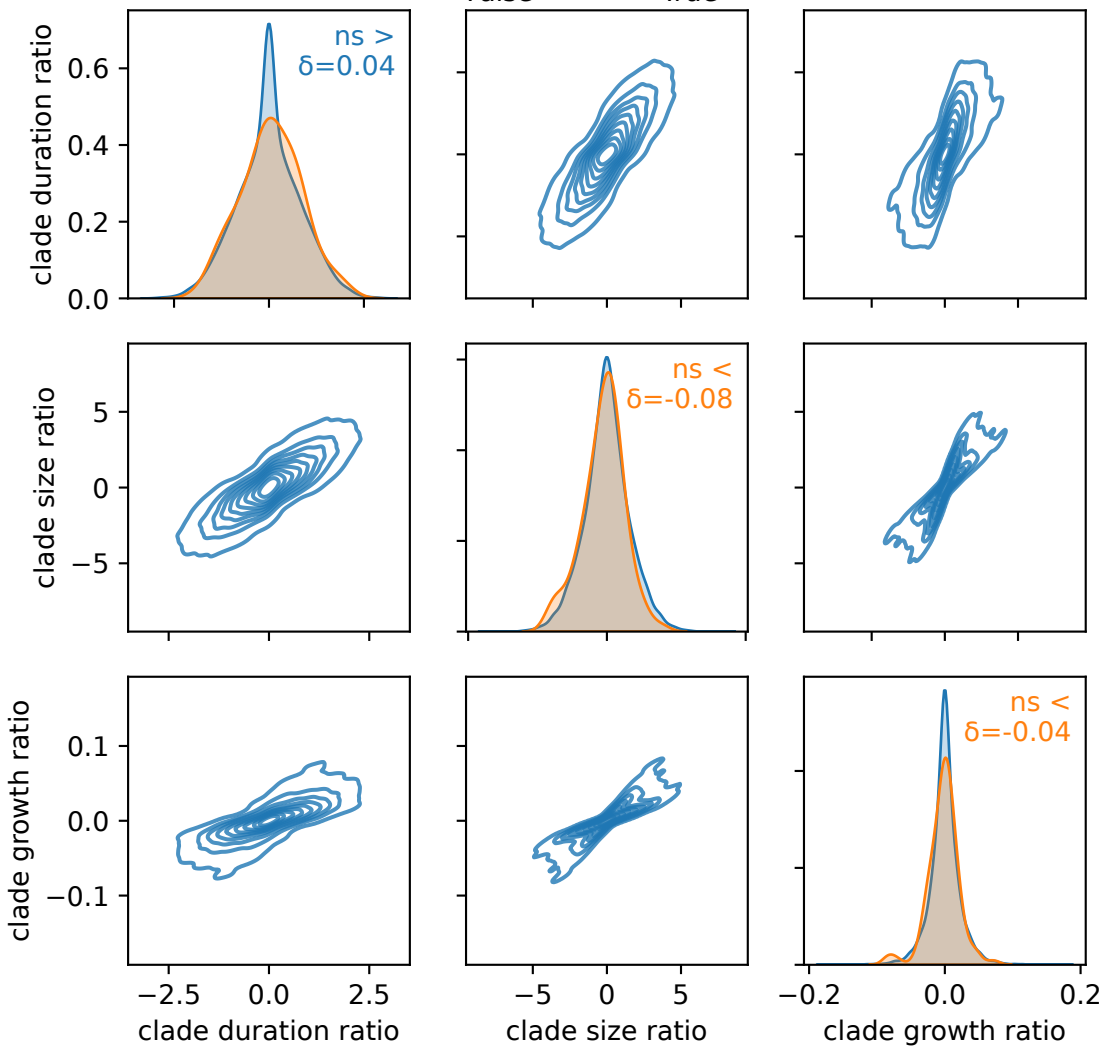 clade duration ratio
0.6
0.4
0.2
0.0
ns >
δ=0.04
clade size ratio
5
0
−5
ns <
δ=-0.08
clade growth ratio
0.1
0.0
−0.1
ns <
δ=-0.04
−2.5 0.0 2.5
−5 0 5
−0.2 0.0 0.2
clade duration ratio
clade size ratio
clade growth ratio